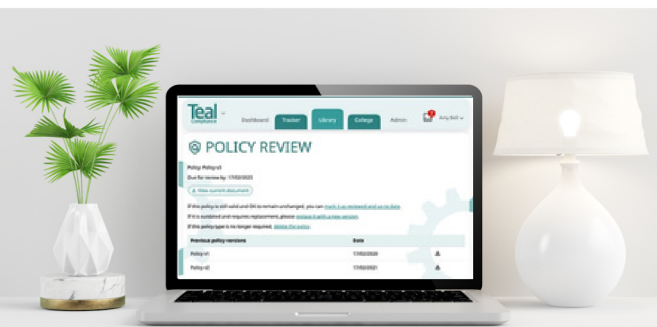 Teal
Compliance
Dashboard Tracker Library College Admin Amy Bell
POLICY REVIEW
Policy: Policy v1
Due for review by: 17/02/2023
View current document
If this policy is still valid and OK to remain unchanged, you can mark it as reviewed and up to date.
If it is outdated and requires replacement, please replace it with a new version.
If this policy type is no longer required, delete the policy.
Previous policy versions Date
Policy v1 17/02/2020
Policy v2 17/02/2021